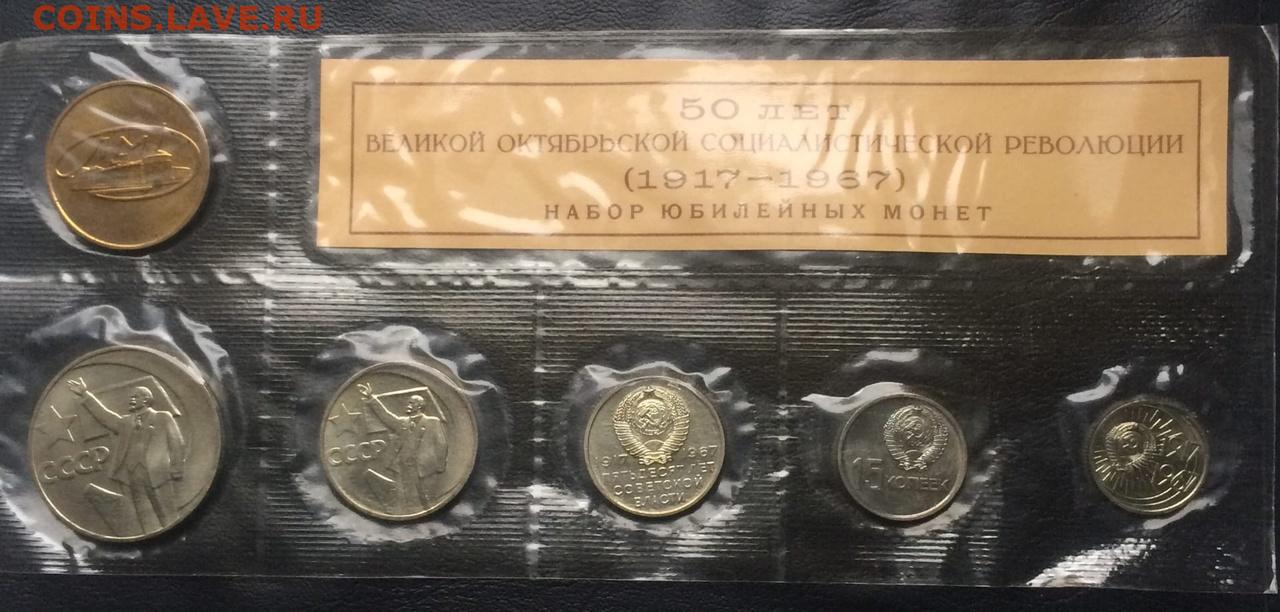 COINS.LAVE.RU
50 ЛЕТ
ВЕЛИКОЙ ОКТЯБРЬСКОЙ СОЦИАЛИСТИЧЕСКОЙ РЕВОЛЮЦИИ
(1917—1967)
НАБОР ЮБИЛЕЙНЫХ МОНЕТ
СССР
СССР
1917 1967
ПЯТЬДЕСЯТ ЛЕТ
СОВЕТСКОЙ
ВЛАСТИ
15 КОПЕЕК